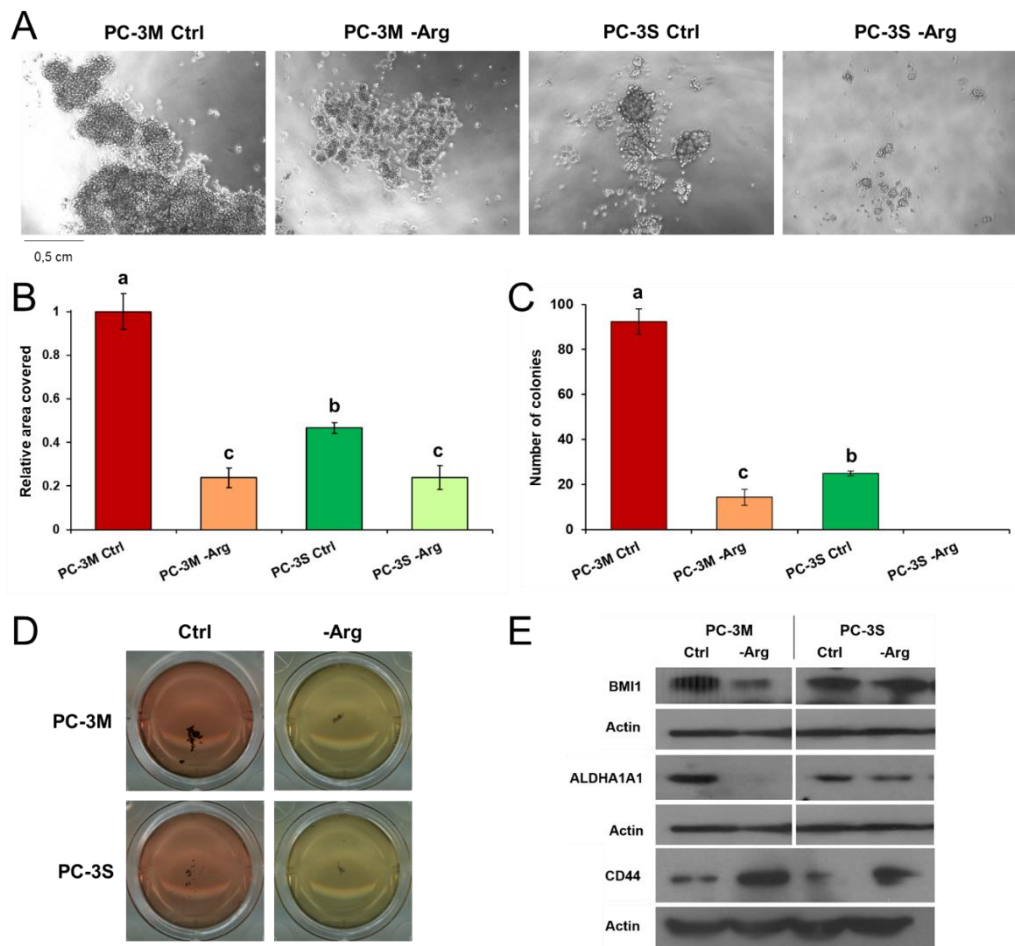 A
PC-3M Ctrl PC-3M -Arg PC-3S Ctrl PC-3S -Arg
0,5 cm
B
Relative area covered
1
0.8
0.6
0.4
0.2
0
a
c
b
c
PC-3M Ctrl
PC-3M -Arg
PC-3S Ctrl
PC-3S -Arg
C
Number of colonies
100
80
60
40
20
0
a
c
b
PC-3M Ctrl
PC-3M -Arg
PC-3S Ctrl
PC-3S -Arg
D
Ctrl -Arg
PC-3M
PC-3S
E
PC-3M PC-3S
Ctrl -Arg Ctrl -Arg
BMI1
Actin
ALDHA1A1
Actin
CD44
Actin